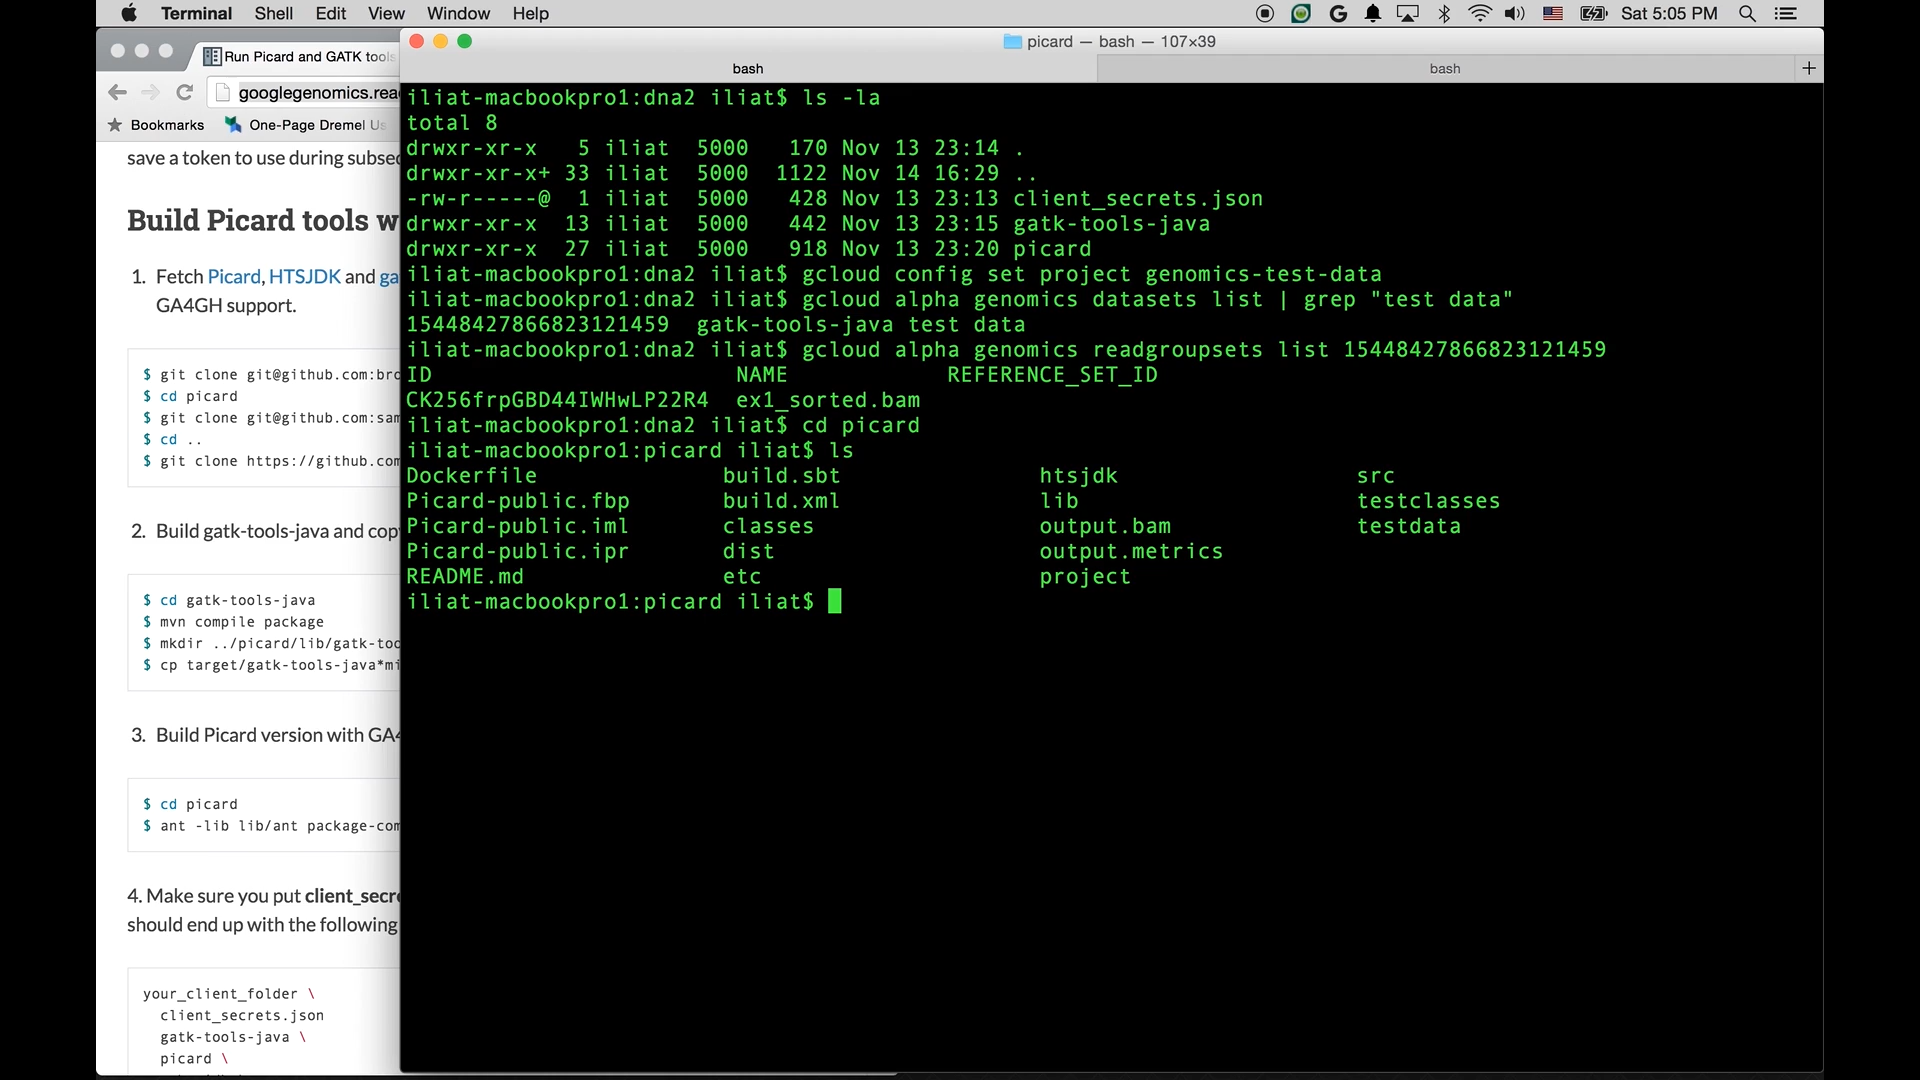 Terminal Shell Edit View Window Help Sat 5:05 PM
Run Picard and GATK tools
googlegenomics.rea
Bookmarks One-Page Dremel Us
save a token to use during subsec
Build Picard tools w
1. Fetch Picard, HTSJDK and ga
GA4GH support.
$ git clone git@github.com:bro
$ cd picard
$ git clone git@github.com:sam
$ cd ..
$ git clone https://github.com
2. Build gatk-tools-java and cop
$ cd gatk-tools-java
$ mvn compile package
$ mkdir ../picard/lib/gatk-too
$ cp target/gatk-tools-java*mi
3. Build Picard version with GA4
$ cd picard
$ ant -lib lib/ant package-com
4. Make sure you put client_secre
should end up with the following
your_client_folder \
client_secrets.json
gatk-tools-java \
picard \
picard — bash — 107×39
bash bash
iliat-macbookpro1:dna2 iliat$ ls -la
total 8
drwxr-xr-x   5 iliat  5000   170 Nov 13 23:14 .
drwxr-xr-x+ 33 iliat  5000  1122 Nov 14 16:29 ..
-rw-r-----@  1 iliat  5000   428 Nov 13 23:13 client_secrets.json
drwxr-xr-x  13 iliat  5000   442 Nov 13 23:15 gatk-tools-java
drwxr-xr-x  27 iliat  5000   918 Nov 13 23:20 picard
iliat-macbookpro1:dna2 iliat$ gcloud config set project genomics-test-data
iliat-macbookpro1:dna2 iliat$ gcloud alpha genomics datasets list | grep "test data"
15448427866823121459  gatk-tools-java test data
iliat-macbookpro1:dna2 iliat$ gcloud alpha genomics readgroupsets list 15448427866823121459
ID                       NAME            REFERENCE_SET_ID
CK256frpGBD44IWHwLP22R4  ex1_sorted.bam
iliat-macbookpro1:dna2 iliat$ cd picard
iliat-macbookpro1:picard iliat$ ls
Dockerfile              build.sbt               htsjdk                  src
Picard-public.fbp       build.xml               lib                     testclasses
Picard-public.iml       classes                 output.bam              testdata
Picard-public.ipr       dist                    output.metrics
README.md               etc                     project
iliat-macbookpro1:picard iliat$